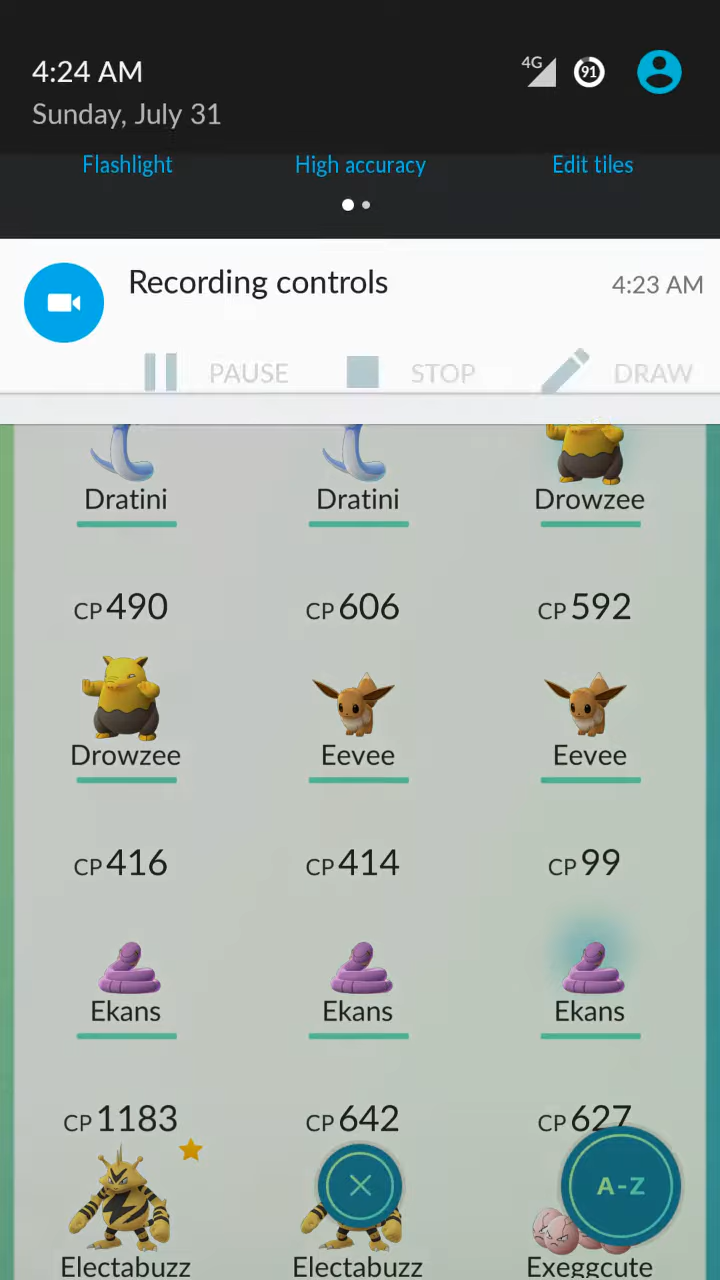 4:24 AM 4G 91
Sunday, July 31
Flashlight High accuracy Edit tiles
Recording controls 4:23 AM
PAUSE STOP DRAW
Dratini Dratini Drowzee
CP490 CP606 CP592
Drowzee Eevee Eevee
CP416 CP414 CP99
Ekans Ekans Ekans
CP1183 CP642 CP627
A-Z
Electabuzz Electabuzz Exeggcute